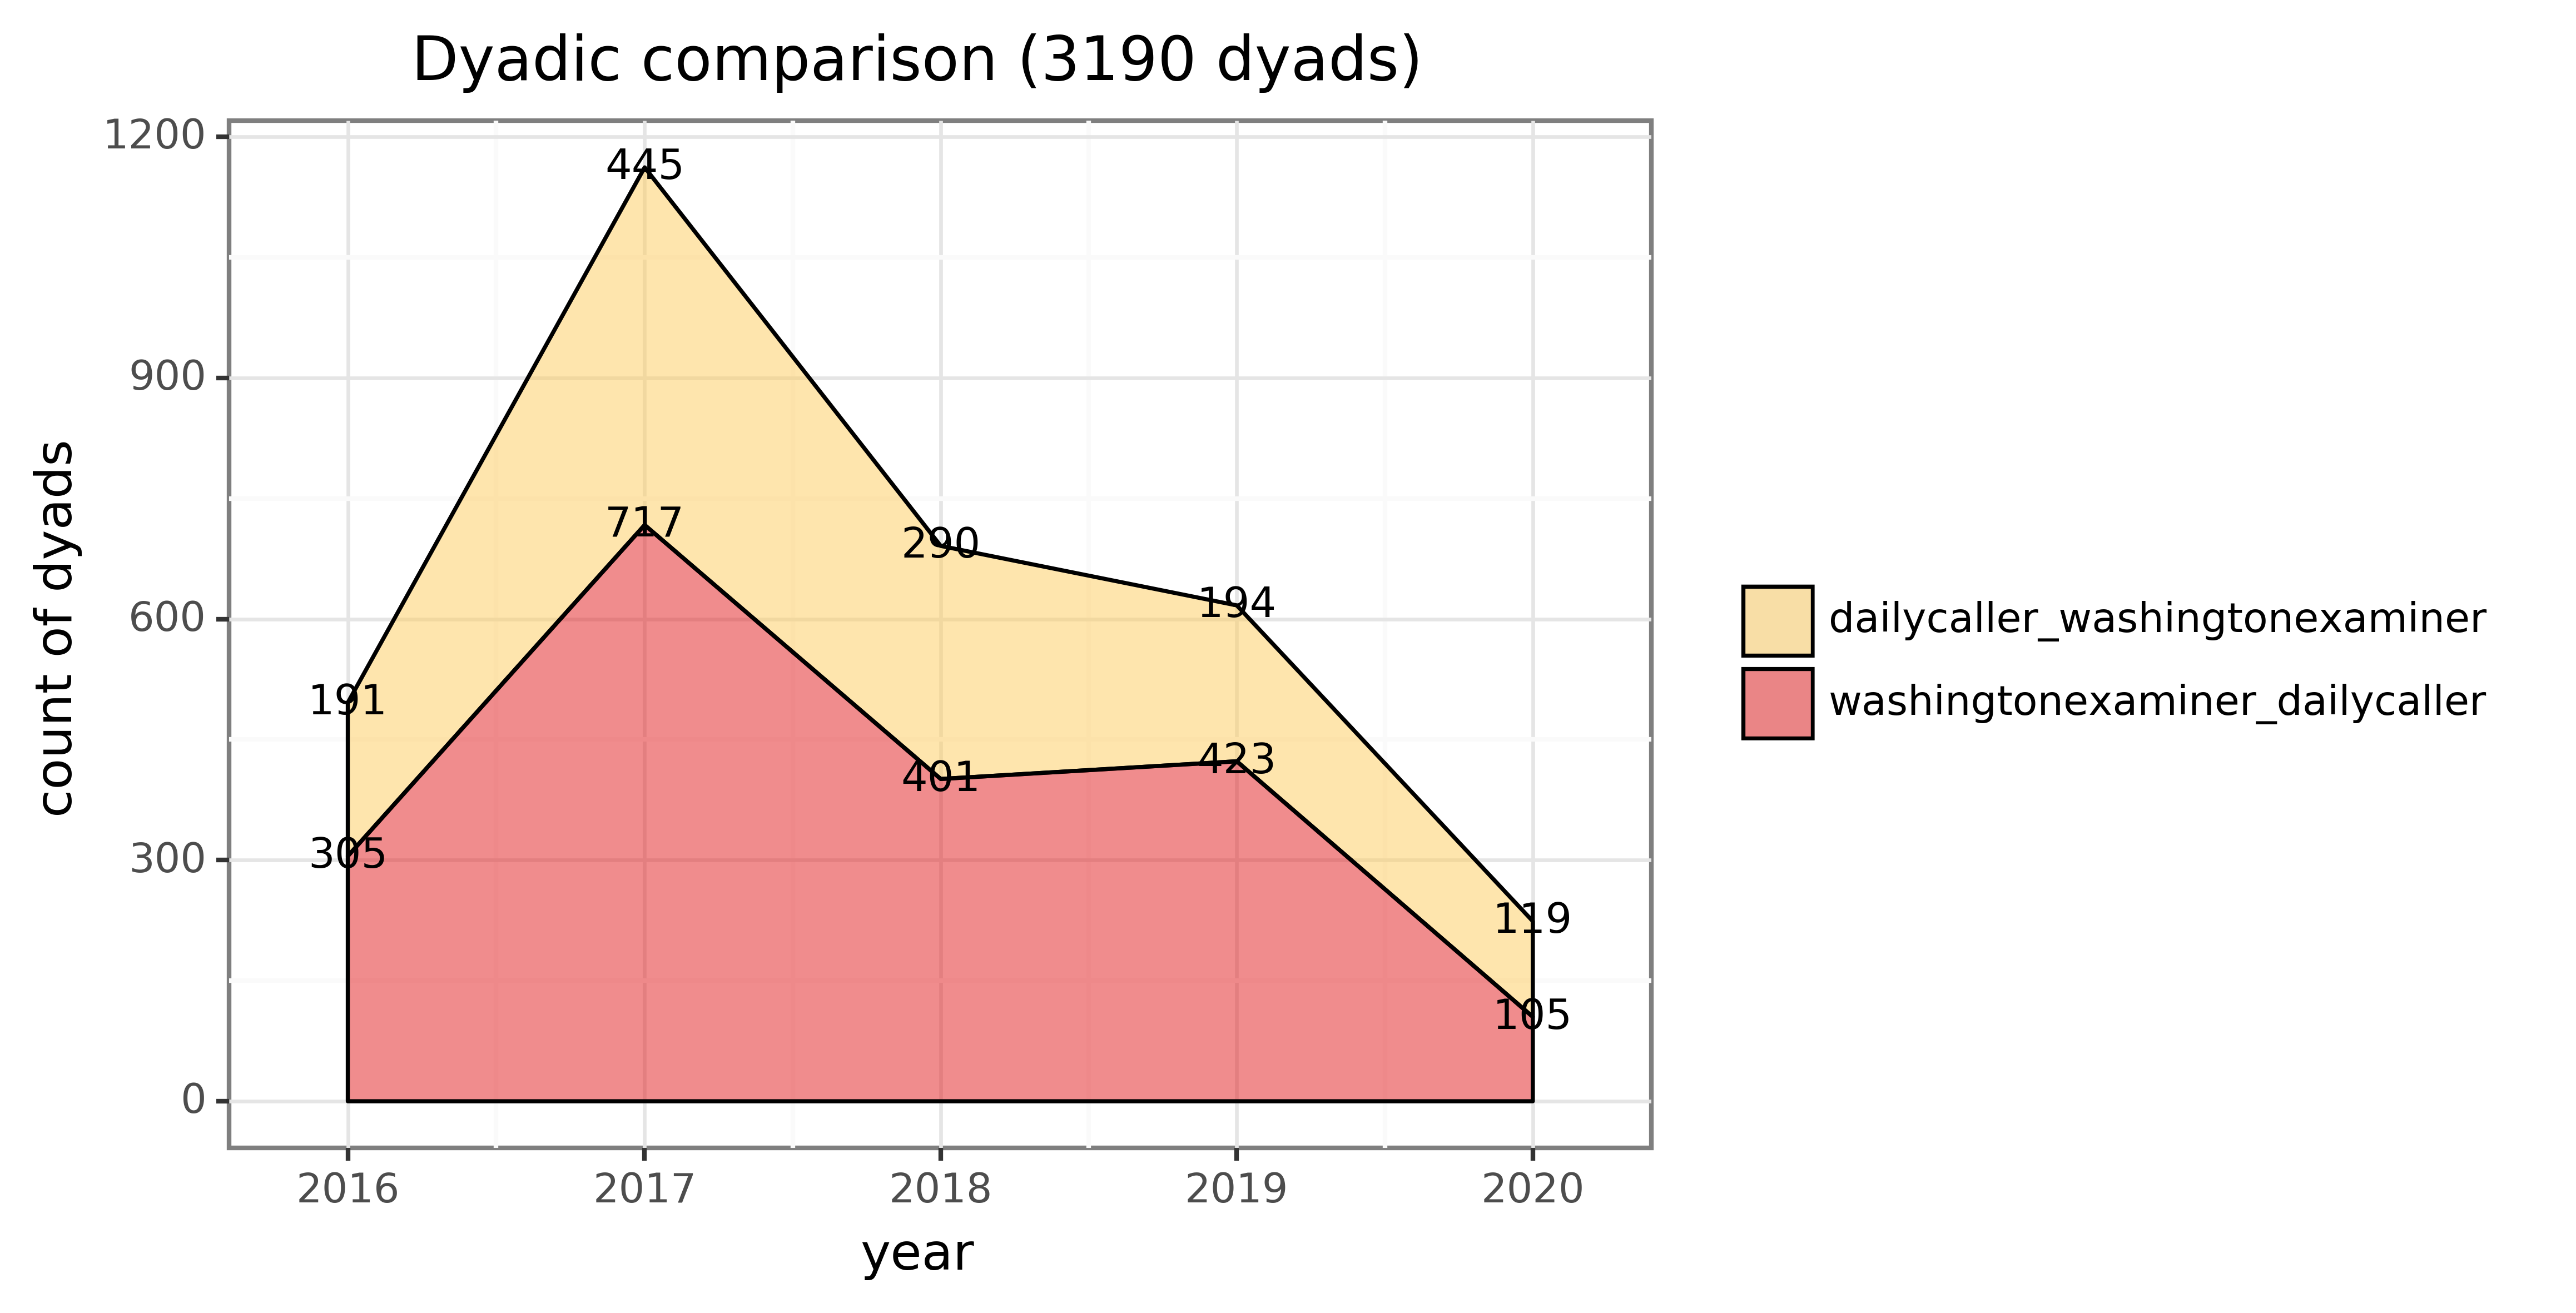 Dyadic comparison (3190 dyads)
1200
900
600
300
0
count of dyads
445
717
290
194
191
401
423
305
119
105
2016 2017 2018 2019 2020
year
dailycaller_washingtonexaminer
washingtonexaminer_dailycaller